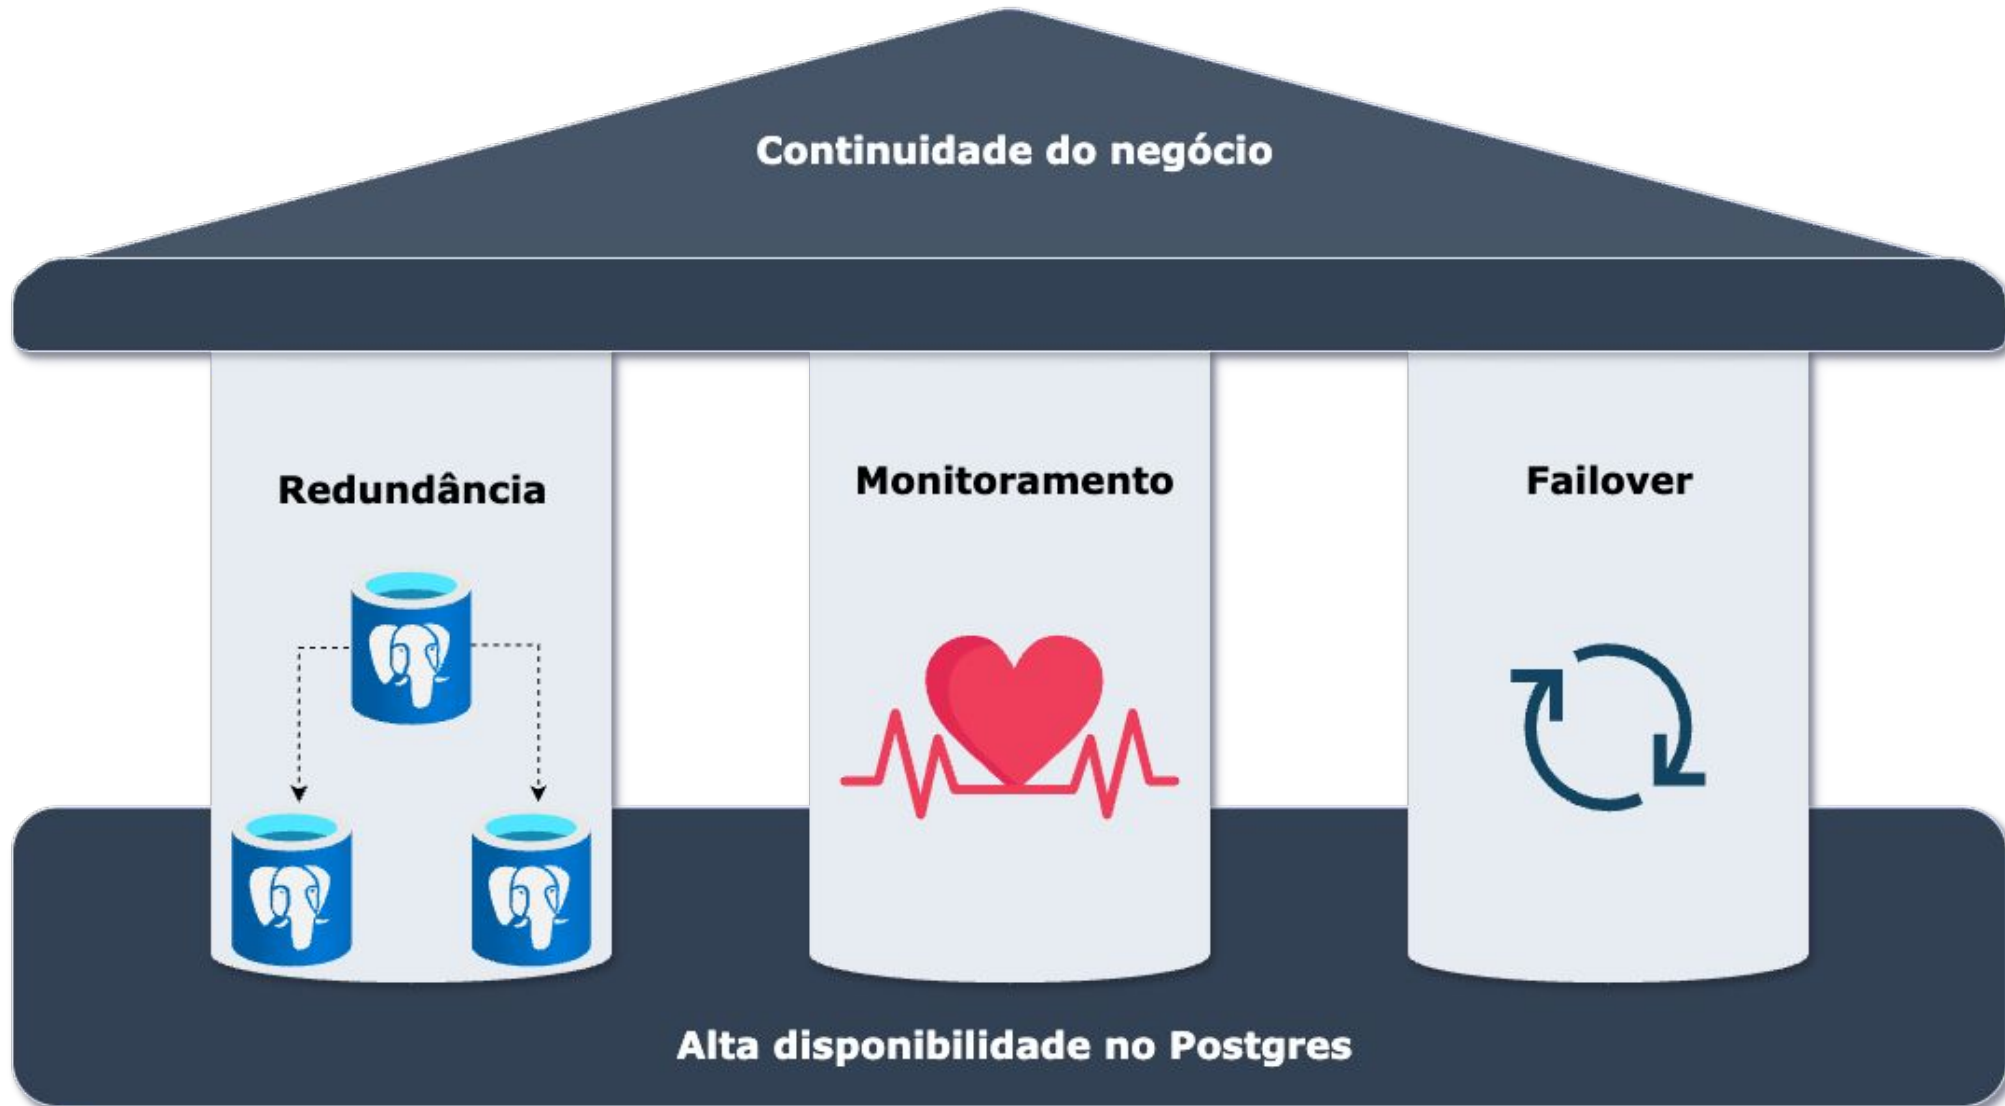 Continuidade do negócio
Redundância
Monitoramento
Failover
Alta disponibilidade no Postgres